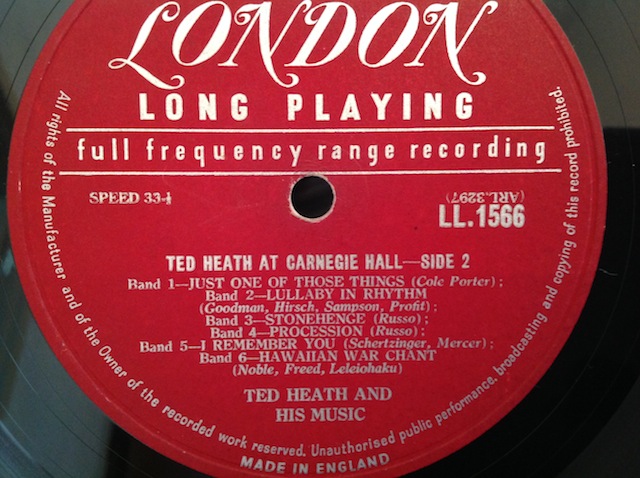 LONDON
LONG PLAYING
full frequency range recording
SPEED 33⅓
(ARL.3297)
LL.1566
TED HEATH AT CARNEGIE HALL—SIDE 2
Band 1—JUST ONE OF THOSE THINGS (Cole Porter) ;
Band 2—LULLABY IN RHYTHM
(Goodman, Hirsch, Sampson, Profit) ;
Band 3—STONEHENCE (Russo) ;
Band 4—PROCESSION (Russo) ;
Band 5—I REMEMBER YOU (Schertzinger, Mercer) ;
Band 6—HAWAIIAN WAR CHANT
(Noble, Freed, Leleiohaku)
TED HEATH AND
HIS MUSIC
All rights of the Manufacturer and of the Owner of the recorded work reserved. Unauthorised public performance, broadcasting and copying of this record prohibited.
MADE IN ENGLAND